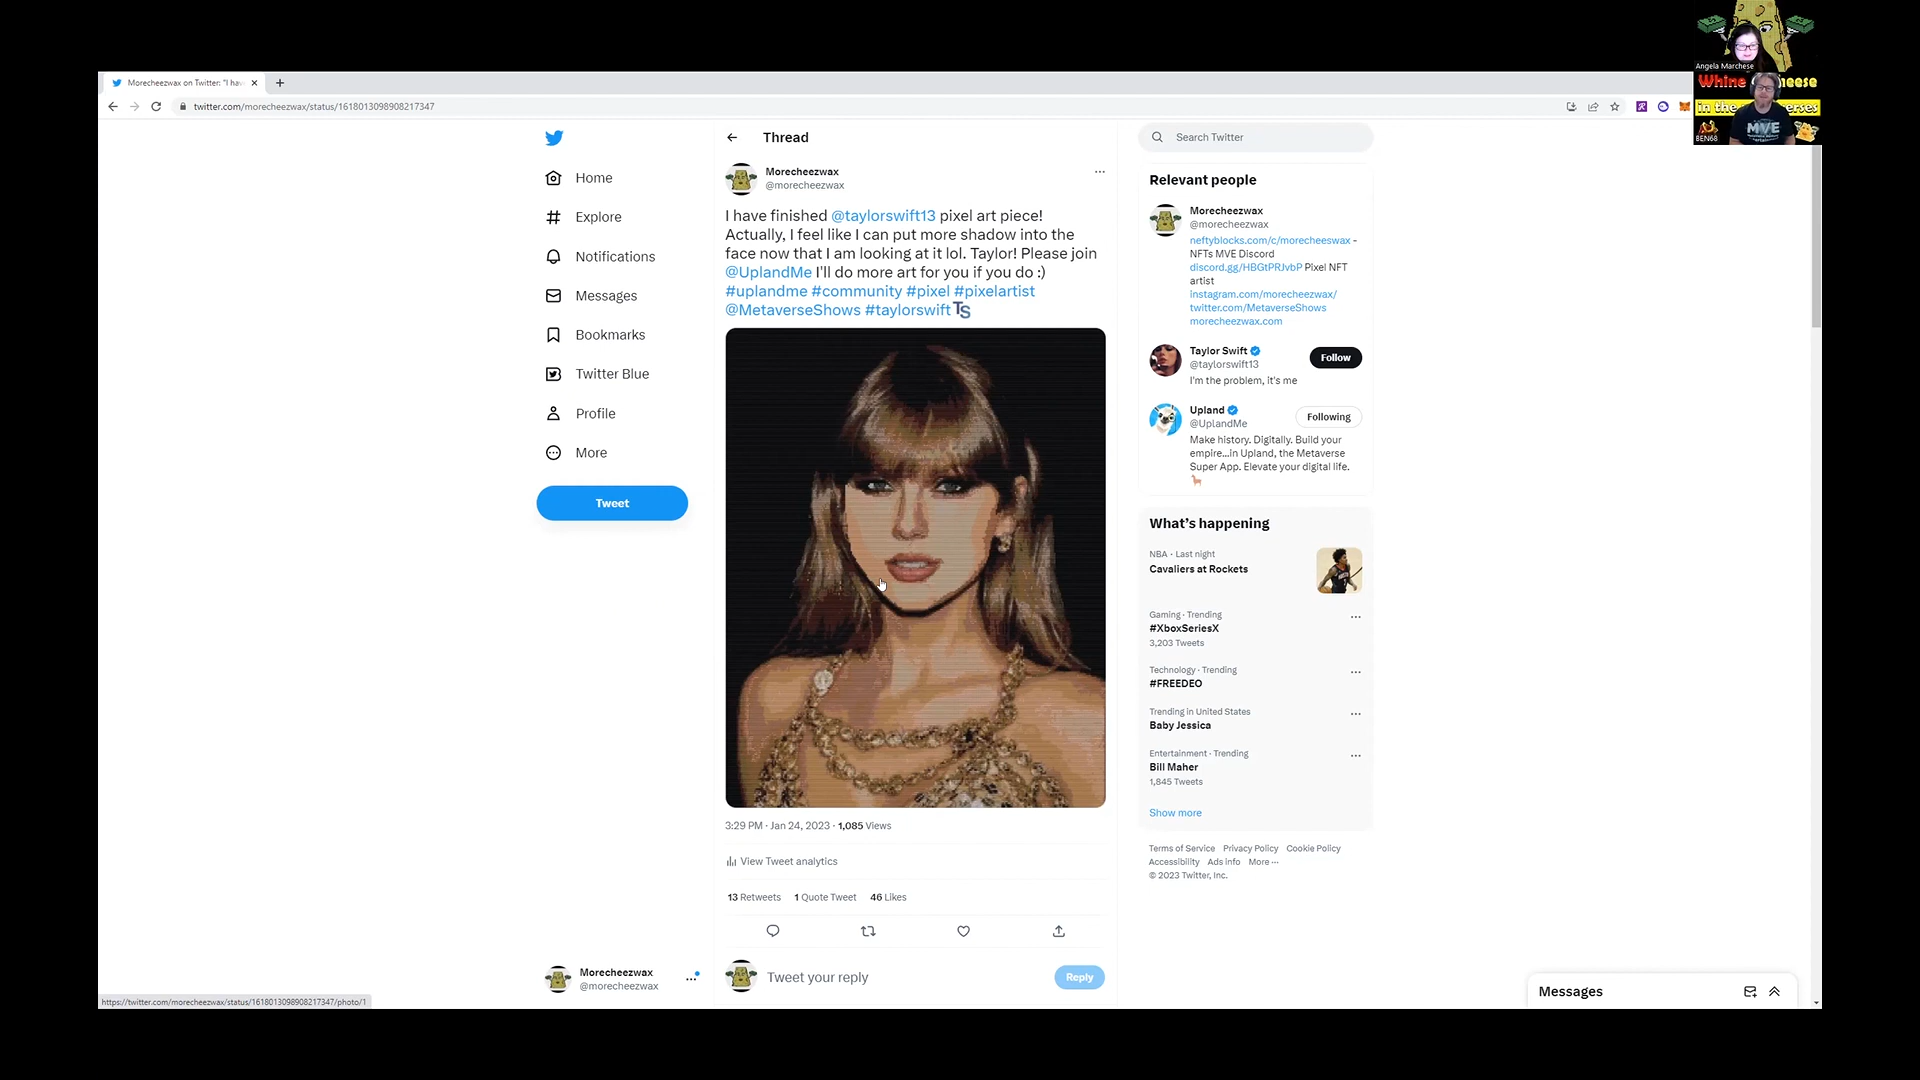 Morecheezwax on Twitter: "I hav
twitter.com/morecheezwax/status/1618013098908217347
Angela Marchese
Whine
eese
in the
erses
MVE
BEN68
Home
Explore
Notifications
Messages
Bookmarks
Twitter Blue
Profile
More
Tweet
Morecheezwax
@morecheezwax
https://twitter.com/morecheezwax/status/1618013098908217347/photo/1
Thread
Morecheezwax
@morecheezwax
I have finished @taylorswift13 pixel art piece!
Actually, I feel like I can put more shadow into the
face now that I am looking at it lol. Taylor! Please join
@UplandMe I'll do more art for you if you do :)
#uplandme #community #pixel #pixelartist
@MetaverseShows #taylorswift TS
3:29 PM · Jan 24, 2023 · 1,085 Views
View Tweet analytics
13 Retweets 1 Quote Tweet 46 Likes
Tweet your reply
Reply
Search Twitter
Relevant people
Morecheezwax
@morecheezwax
neftyblocks.com/c/morecheeswax -
NFTs MVE Discord
discord.gg/HBGtPRJvbP Pixel NFT
artist
instagram.com/morecheezwax/
twitter.com/MetaverseShows
morecheezwax.com
Taylor Swift
@taylorswift13
Follow
I'm the problem, it's me
Upland
@UplandMe
Following
Make history. Digitally. Build your
empire...in Upland, the Metaverse
Super App. Elevate your digital life.
What's happening
NBA · Last night
Cavaliers at Rockets
Gaming · Trending
#XboxSeriesX
3,203 Tweets
Technology · Trending
#FREEDEO
Trending in United States
Baby Jessica
Entertainment · Trending
Bill Maher
1,845 Tweets
Show more
Terms of Service Privacy Policy Cookie Policy
Accessibility Ads info More ···
© 2023 Twitter, Inc.
Messages